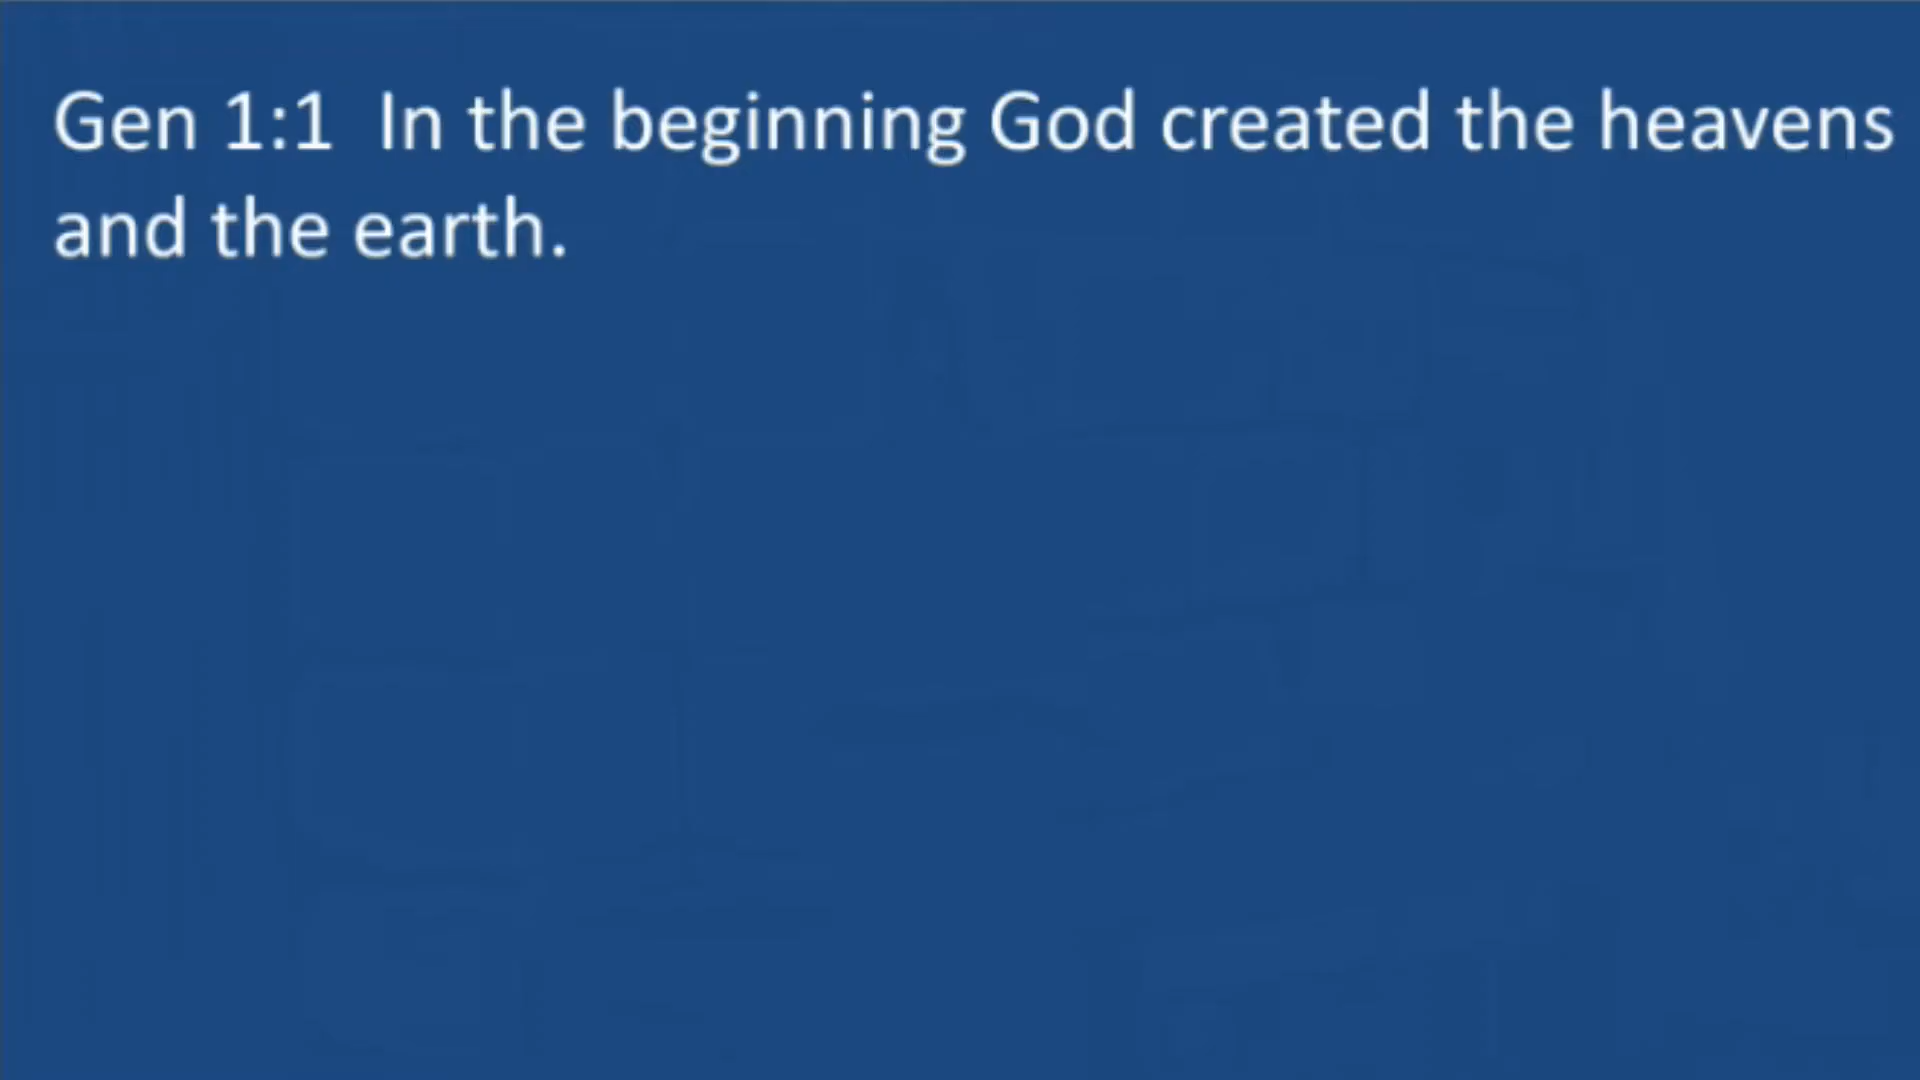 Gen 1:1  In the beginning God created the heavens
and the earth.